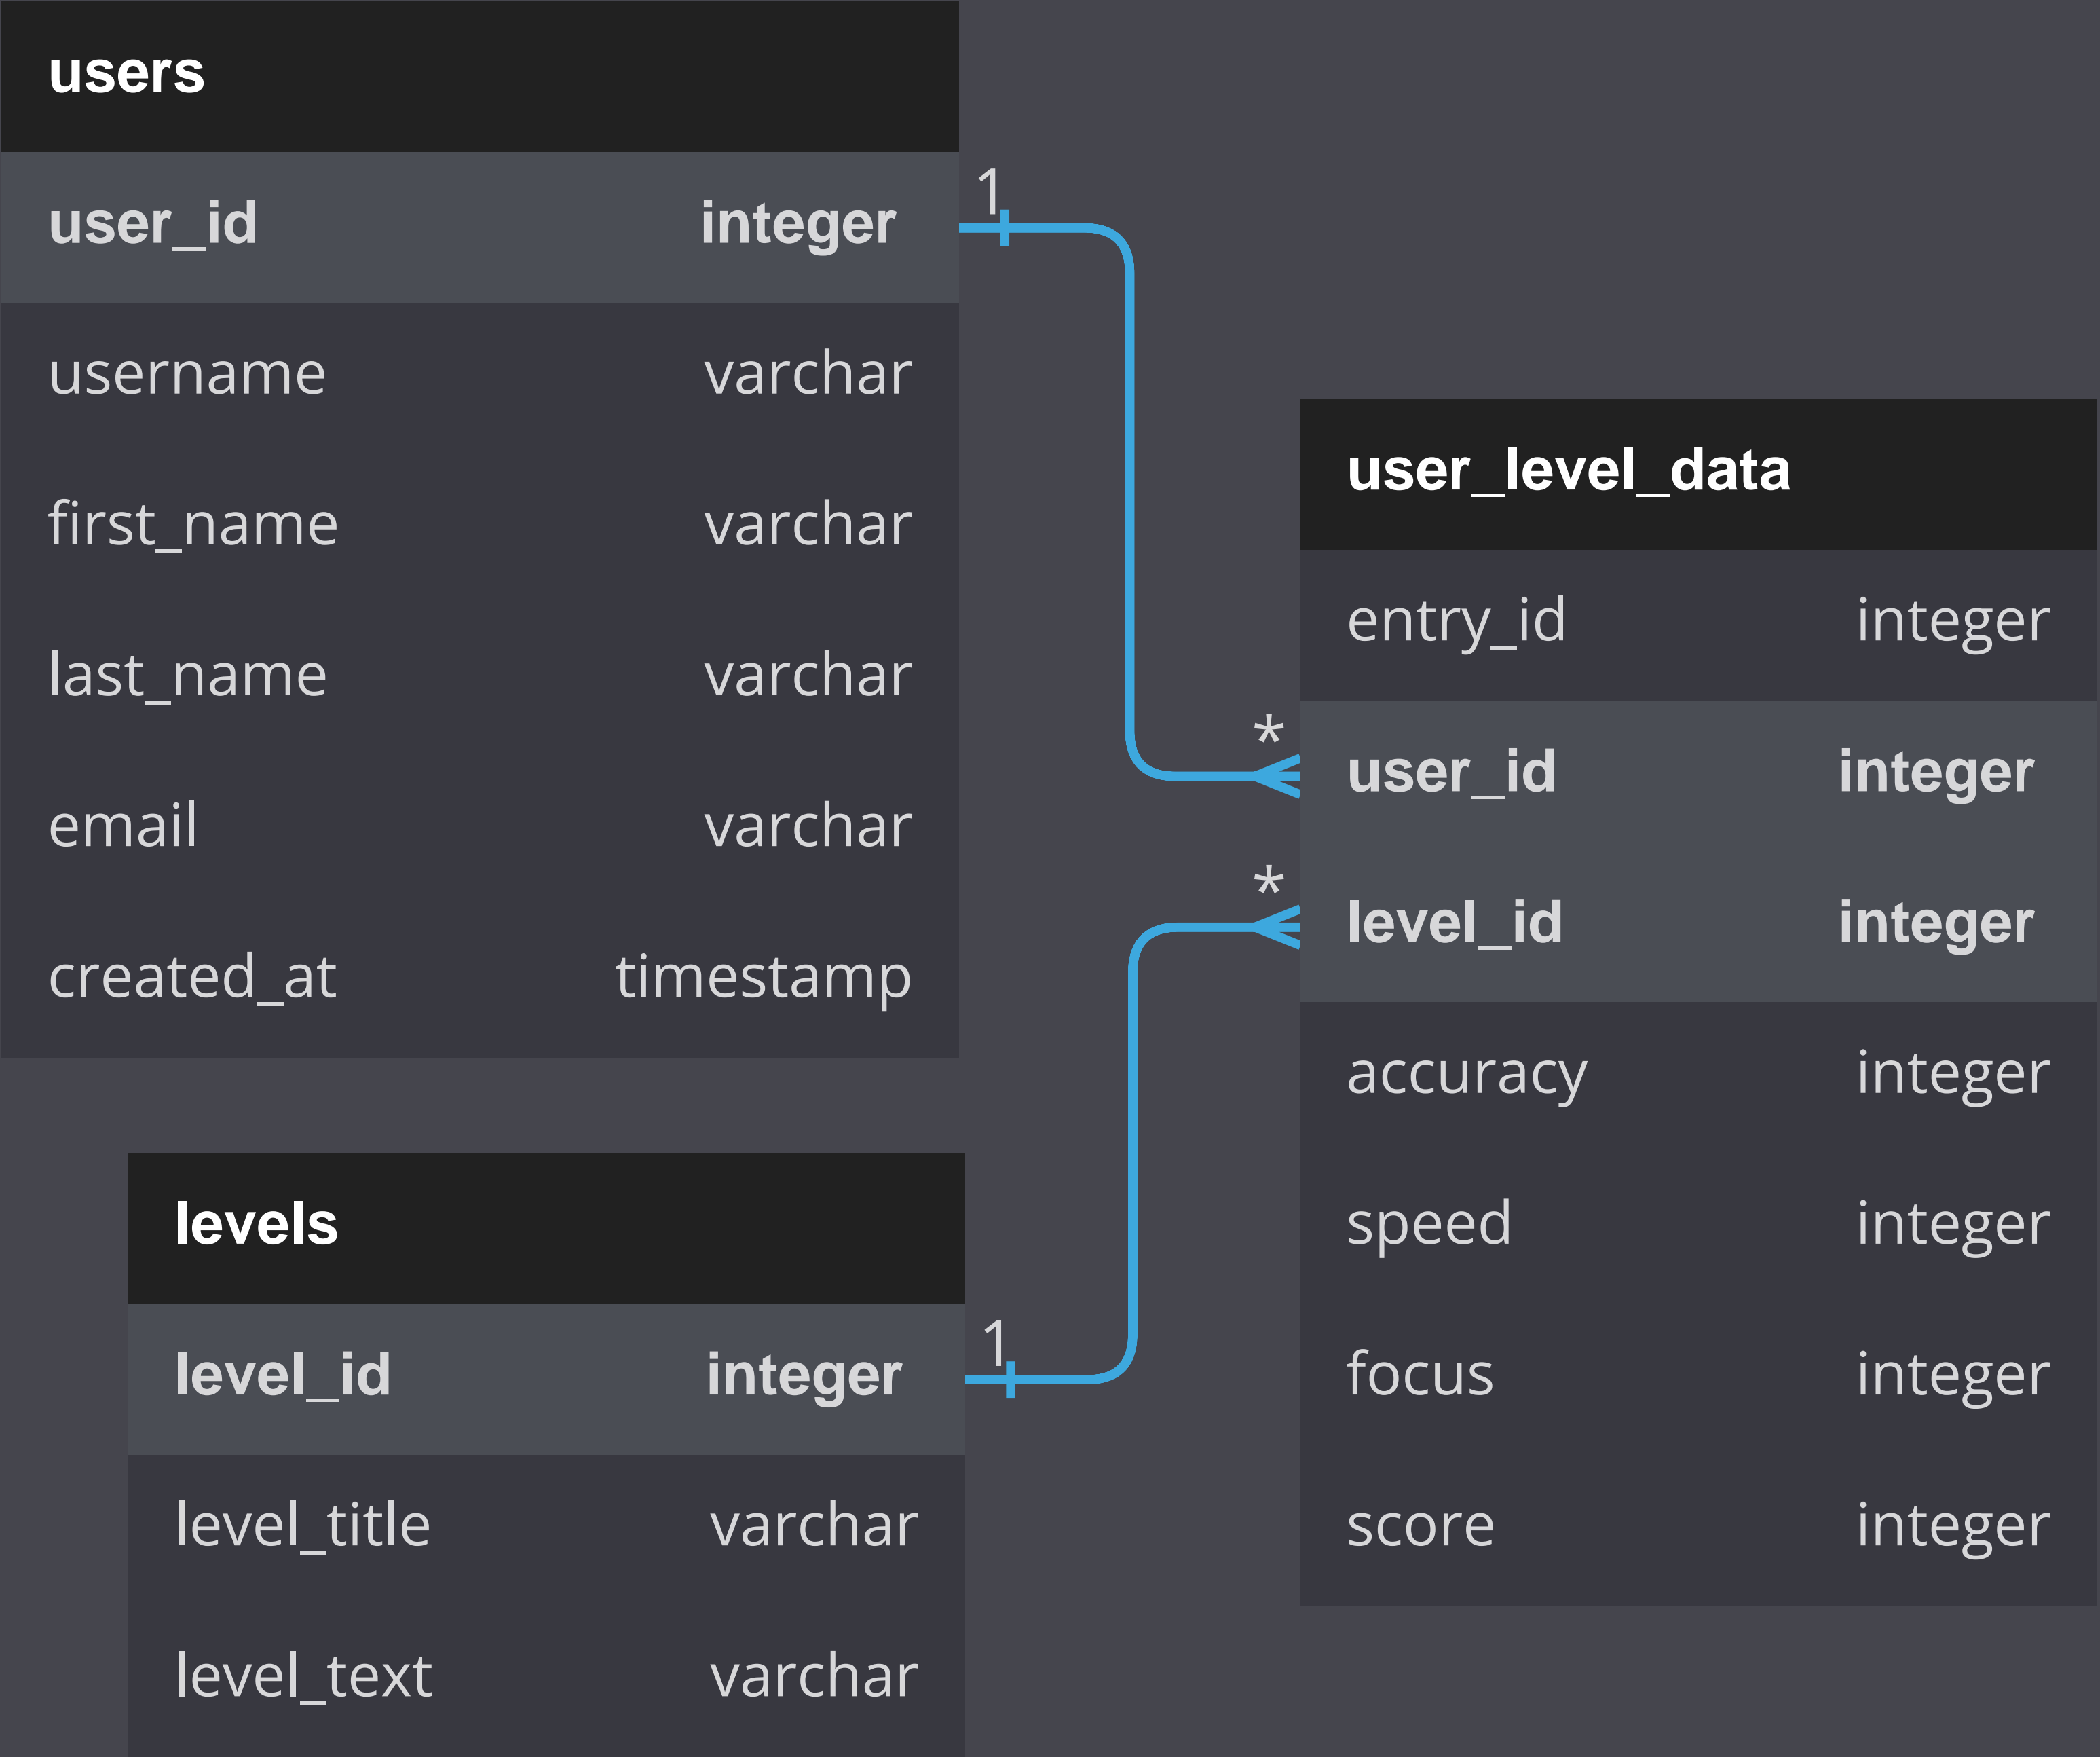 users
user_id integer
username varchar
first_name varchar
last_name varchar
email varchar
created_at timestamp
1
*
user_level_data
entry_id integer
user_id integer
level_id integer
accuracy integer
speed integer
focus integer
score integer
*
1
levels
level_id integer
level_title varchar
level_text varchar